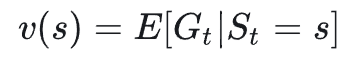 v(s) = E[G_t|S_t = s]